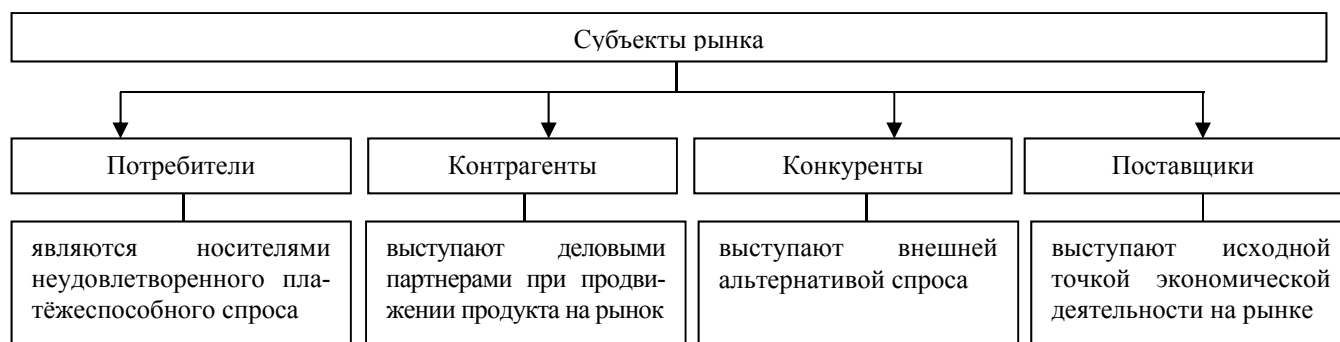 Субъекты рынка
Потребители
Контрагенты
Конкуренты
Поставщики
являются носителями
неудовлетворенного пла-
тёжеспособного спроса
выступают деловыми
партнерами при продви-
жении продукта на рынок
выступают внешней
альтернативой спроса
выступают исходной
точкой экономической
деятельности на рынке